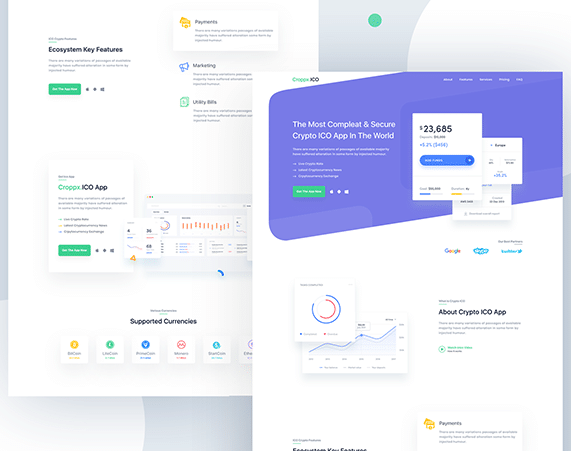 ICO Crypto Features
Ecosystem Key Features
There are many variations of passages of available
majority have suffered alteration in some form by
injected humour.
Get The App Now
Payments
There are many variations of passages of available
majority have suffered alteration in some form by
injected humour.
Marketing
There are many variations of passages of available
majority have suffered alteration in some form by
injected humour.
Utility Bills
There are many variations of passages of available
majority have suffered alteration in some form by
injected humour.
Croppx ICO App
There are many variations of passages of available
majority have suffered alteration in some form by
injected humour.
Live Crypto Rate
Latest Cryptocurrency News
Cryptocurrency Exchange
Get The App Now
4
36
63
Supported Currencies
BitCoin
LiteCoin
PrimeCoin
Monero
StartCoin
Croppx ICO
About
Features
Services
Pricing
FAQ
The Most Compleat & Secure
Crypto ICO App In The World
There are many variations of passages of available
majority have suffered alteration in some form by
injected humour.
Live Crypto Rate
Latest Cryptocurrency News
Cryptocurrency Exchange
Get The App Now
$23,685
+5.2% ($456)
Europe
+35.2%
Our Best Partners
Google
Skype
twitter
What is Crypto ICO
About Crypto ICO App
There are many variations of passages of available
majority have suffered alteration in some form by
injected humour.
Payments
There are many variations of passages of available
majority have suffered alteration in some form by
injected humour.
ICO Crypto Features
Ecosystem Key Features